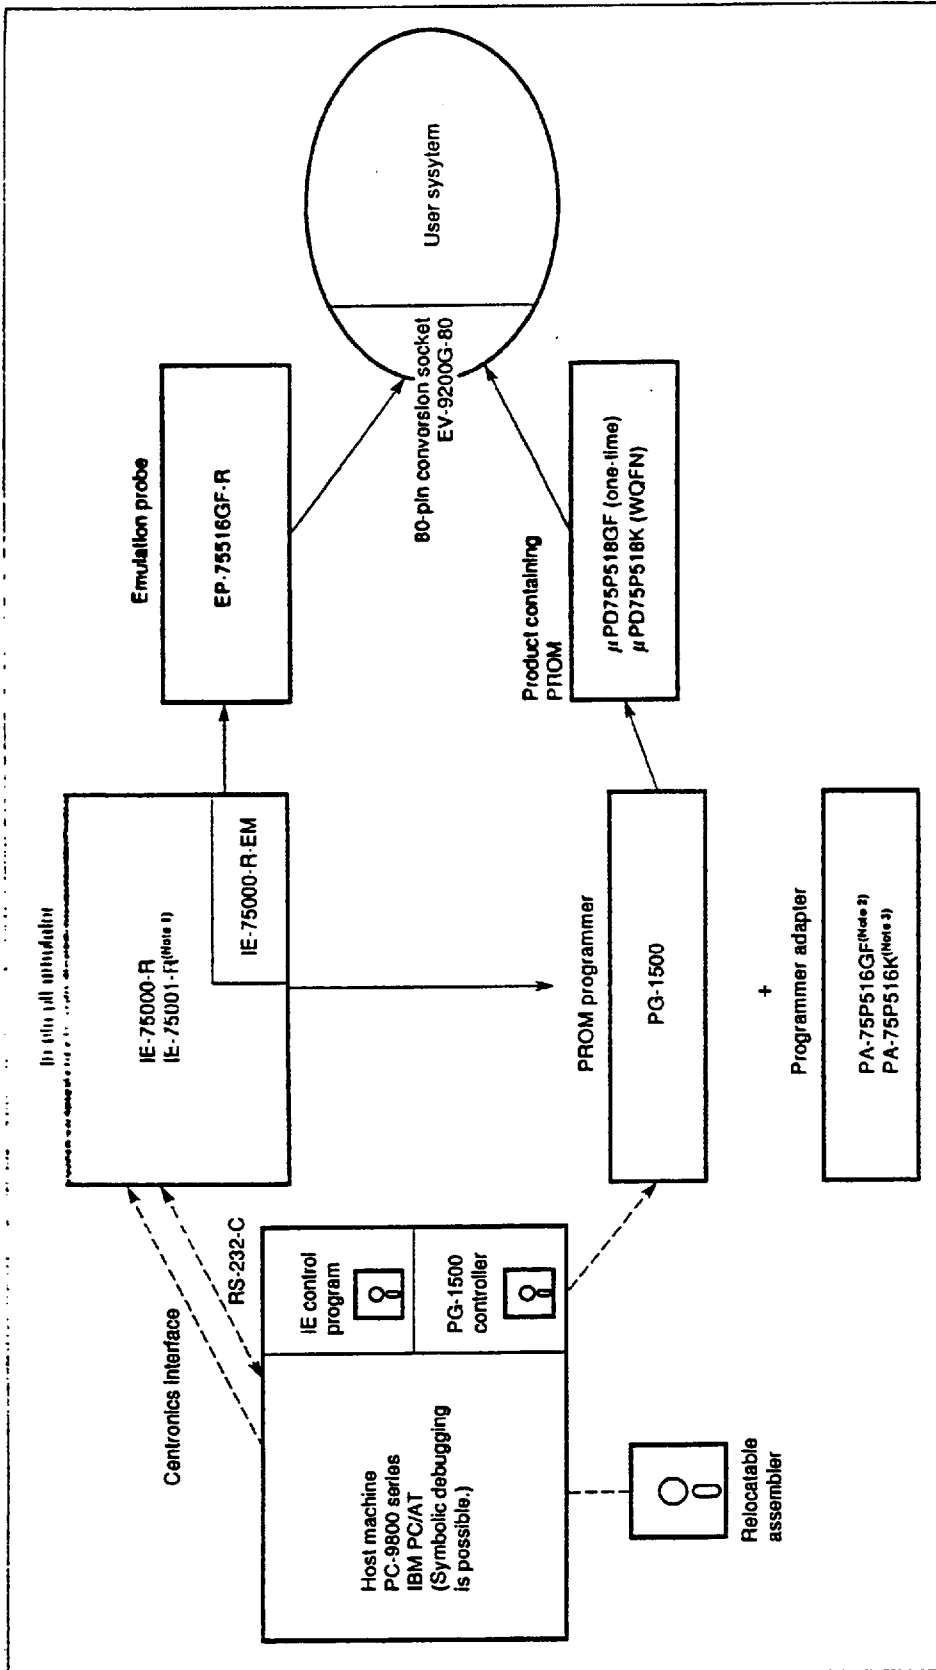 Emulation probe
EP-75516GF-R
IE-75000-R
IE-75001-R(Note 1)
IE-75000-R-EM
Centronics Interface
RS-232-C
Host machine
PC-9800 series
IBM PC/AT
(Symbolic debugging
is possible.)
IE control
program
PG-1500
controller
Relocatable
assembler
PROM programmer
PG-1500
+
Programmer adapter
PA-75P516GF(Note 2)
PA-75P516K(Note 3)
Product containing
PROM
μPD75P518GF (one-time)
μPD75P518K (WQFN)
80-pin conversion socket
EV-9200G-80
User sysytem